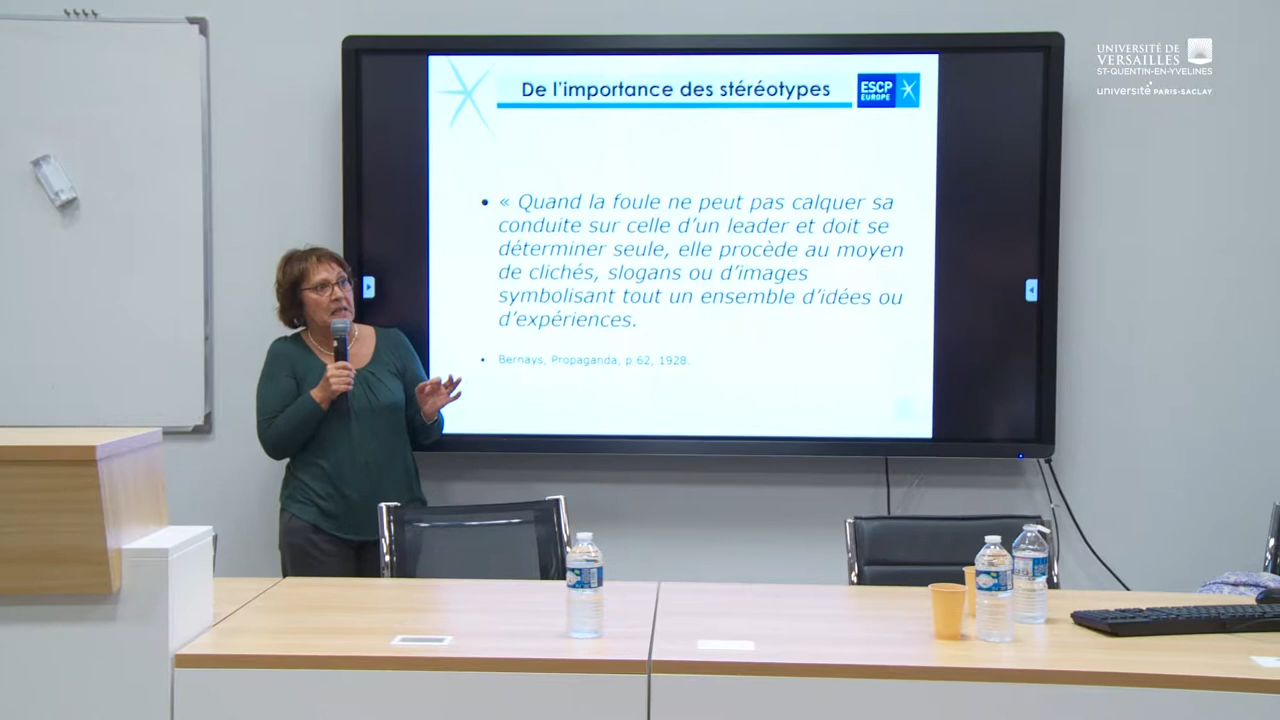 De l'importance des stéréotypes
ESCP
EUROPE
• « Quand la foule ne peut pas calquer sa
conduite sur celle d'un leader et doit se
déterminer seule, elle procède au moyen
de clichés, slogans ou d'images
symbolisant tout un ensemble d'idées ou
d'expériences.
• Bernays, Propaganda, p.62, 1928.
UNIVERSITÉ DE
VERSAILLES
ST-QUENTIN-EN-YVELINES
université PARIS-SACLAY